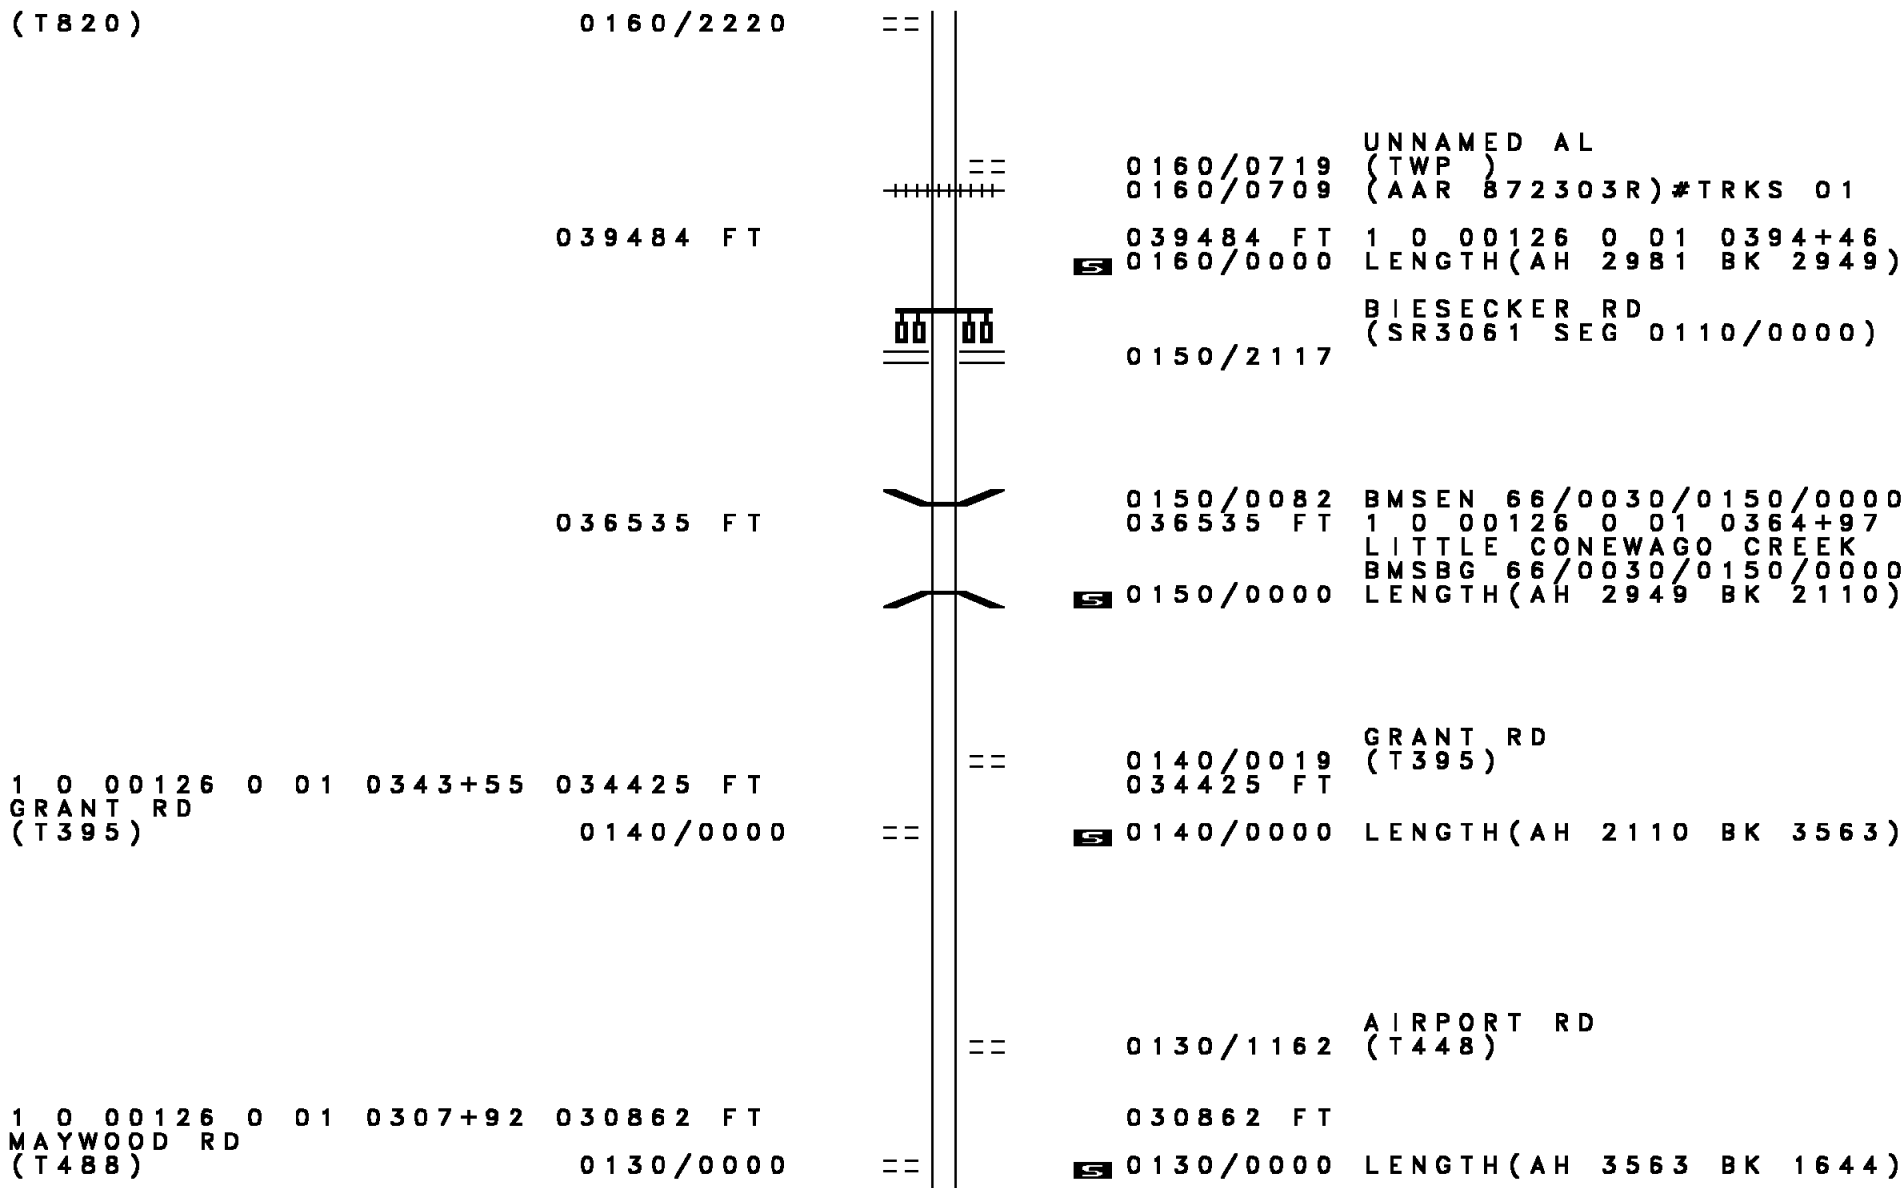 (T820) 0160/2220
UNNAMED AL
0160/0719 (TWP )
0160/0709 (AAR 872303R)#TRKS 01
039484 FT 039484 FT 1 0 00126 0 01 0394+46
S 0160/0000 LENGTH(AH 2981 BK 2949)
BIESECKER RD
(SR3061 SEG 0110/0000)
0150/2117
0150/0082 BMSEN 66/0030/0150/0000
036535 FT 036535 FT 1 0 00126 0 01 0364+97
LITTLE CONEWAGO CREEK
BMSBG 66/0030/0150/0000
S 0150/0000 LENGTH(AH 2949 BK 2110)
GRANT RD
0140/0019 (T395)
1 0 00126 0 01 0343+55 034425 FT 034425 FT
GRANT RD
(T395) 0140/0000 S 0140/0000 LENGTH(AH 2110 BK 3563)
AIRPORT RD
0130/1162 (T448)
1 0 00126 0 01 0307+92 030862 FT 030862 FT
MAYWOOD RD
(T488) 0130/0000 S 0130/0000 LENGTH(AH 3563 BK 1644)